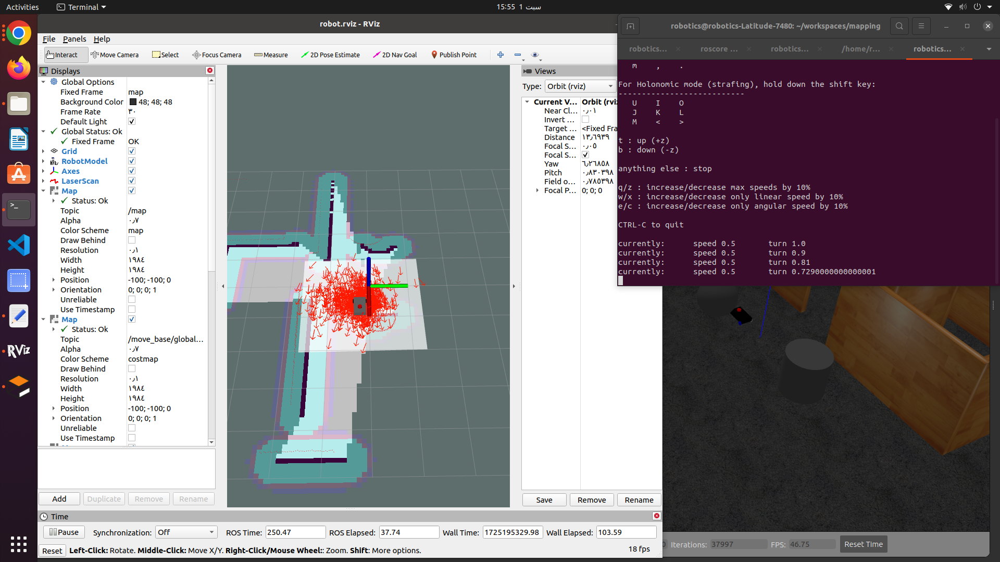 Activities
Terminal
15:55 1 سبت
robot.rviz - RViz
File Panels Help
Interact Move Camera Select Focus Camera Measure 2D Pose Estimate 2D Nav Goal Publish Point
Displays
Global Options
Fixed Frame map
Background Color 48; 48; 48
Frame Rate ٣٠
Default Light
Global Status: Ok
Fixed Frame OK
Grid
RobotModel
Axes
LaserScan
Map
Status: Ok
Topic /map
Alpha ٠٫٧
Color Scheme map
Draw Behind
Resolution ٠٫١
Width ١٩٨٤
Height ١٩٨٤
Position -100; -100; 0
Orientation 0; 0; 0; 1
Unreliable
Use Timestamp
Map
Status: Ok
Topic /move_base/global...
Alpha ٠٫٧
Color Scheme costmap
Draw Behind
Resolution ٠٫١
Width ١٩٨٤
Height ١٩٨٤
Position -100; -100; 0
Orientation 0; 0; 0; 1
Unreliable
Use Timestamp
Add Duplicate Remove Rename
Views
Type: Orbit (rviz)
Current V... Orbit (rviz
Near Cl... ٠٫٠١
Invert ...
Target ... <Fixed Fra
Distance ١٣٫٦٩٣٩
Focal S... ٠٫٠٥
Focal S...
Yaw ٦٫٢٦٨٥٨
Pitch ٠٫٨٣٠٣٩٨
Field o... ٠٫٧٨٥٣٩٨
Focal P... 0; 0; 0
Save Remove Rename
robotics@robotics-Latitude-7480: ~/workspaces/mapping
robotics... roscore ... robotics... /home/r... robotics...
m , .
For Holonomic mode (strafing), hold down the shift key:
---------------------------
U I O
J K L
M < >
t : up (+z)
b : down (-z)
anything else : stop
q/z : increase/decrease max speeds by 10%
w/x : increase/decrease only linear speed by 10%
e/c : increase/decrease only angular speed by 10%
CTRL-C to quit
currently: speed 0.5 turn 1.0
currently: speed 0.5 turn 0.9
currently: speed 0.5 turn 0.81
currently: speed 0.5 turn 0.7290000000000001
RViz
Time
Pause Synchronization: Off ROS Time: 250.47 ROS Elapsed: 37.74 Wall Time: 1725195329.98 Wall Elapsed: 103.59
Reset Left-Click: Rotate. Middle-Click: Move X/Y. Right-Click/Mouse Wheel:: Zoom. Shift: More options. 18 fps
Iterations: 37997 FPS: 46.75 Reset Time